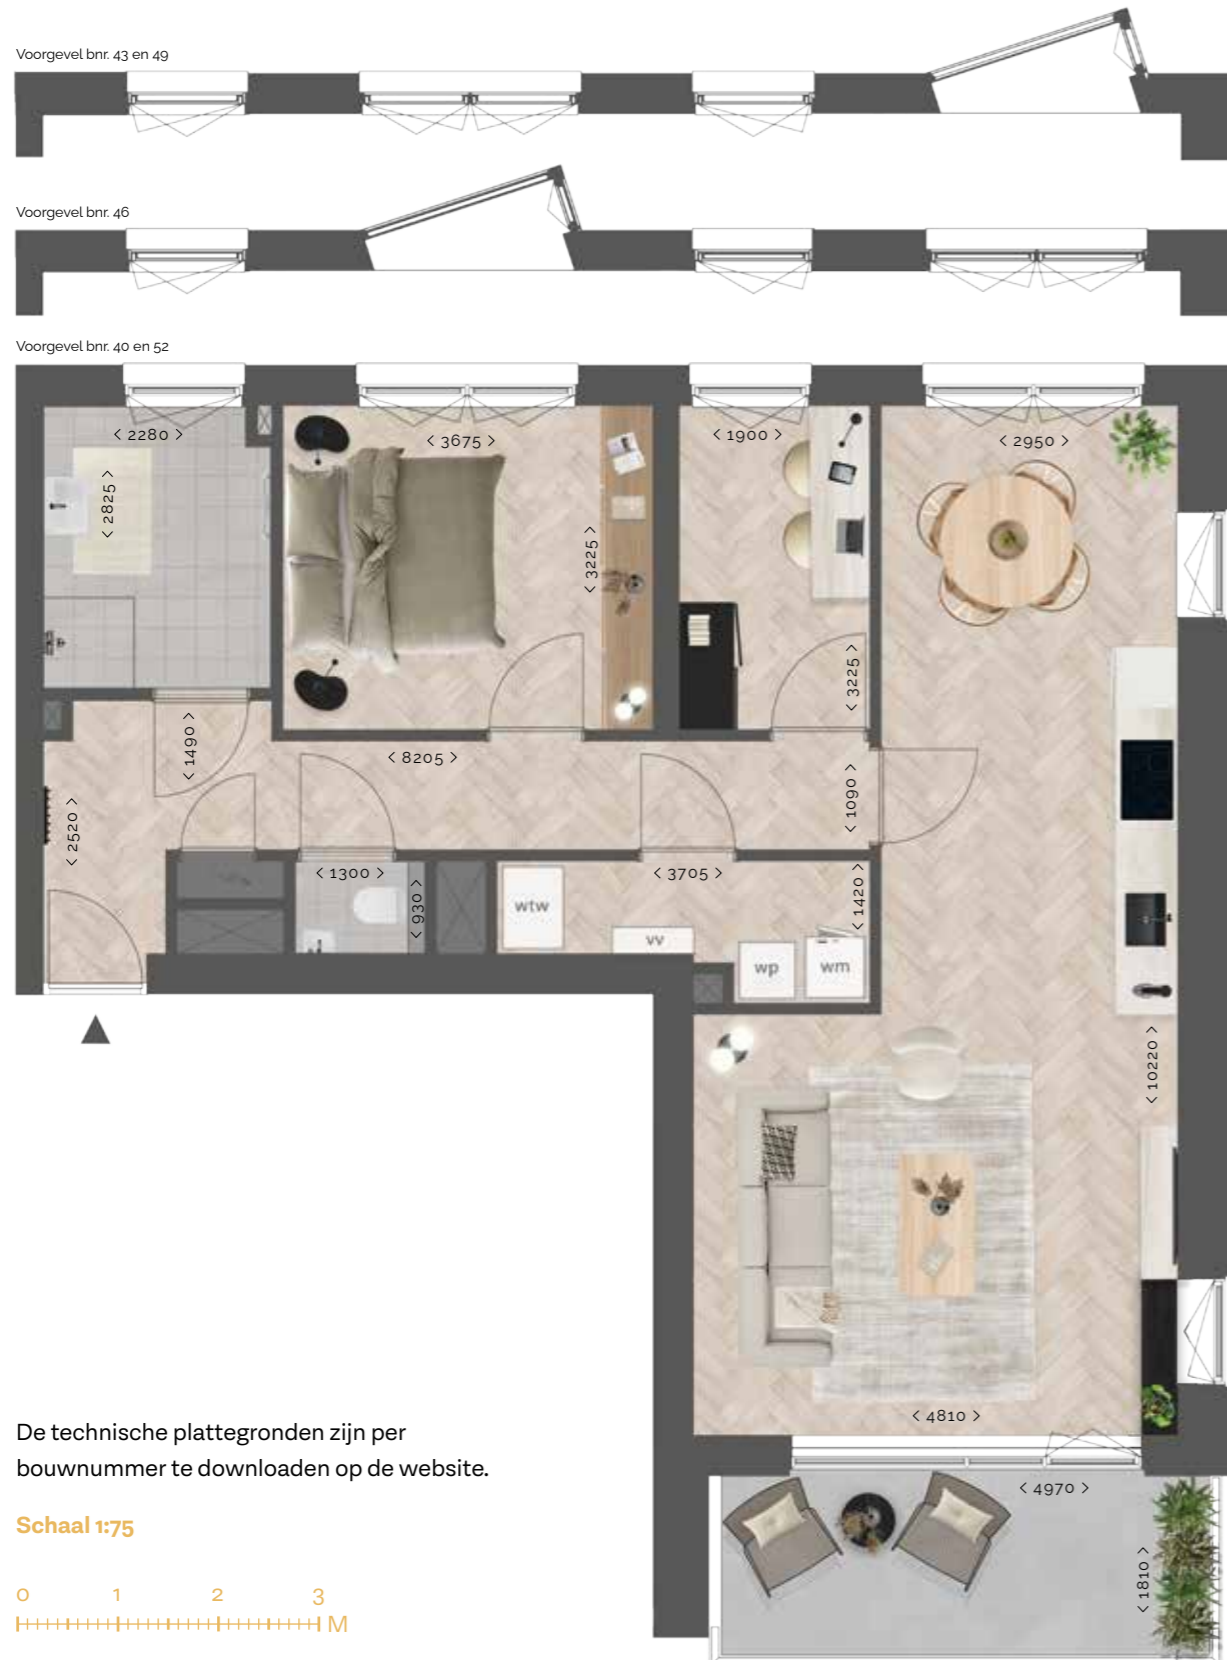 Voorgevel bnr. 43 en 49
Voorgevel bnr. 46
Voorgevel bnr. 40 en 52
< 2280 >
< 3675 >
< 1900 >
< 2950 >
< 2825 >
< 3225 >
< 3225 >
< 1490 >
< 8205 >
< 1090 >
< 2520 >
< 1300 >
< 930 >
< 3705 >
< 1420 >
wtw
vv
wp
wm
< 10220 >
< 4810 >
< 4970 >
< 1810 >
De technische plattegronden zijn per
bouwnummer te downloaden op de website.
Schaal 1:75
0 1 2 3
M